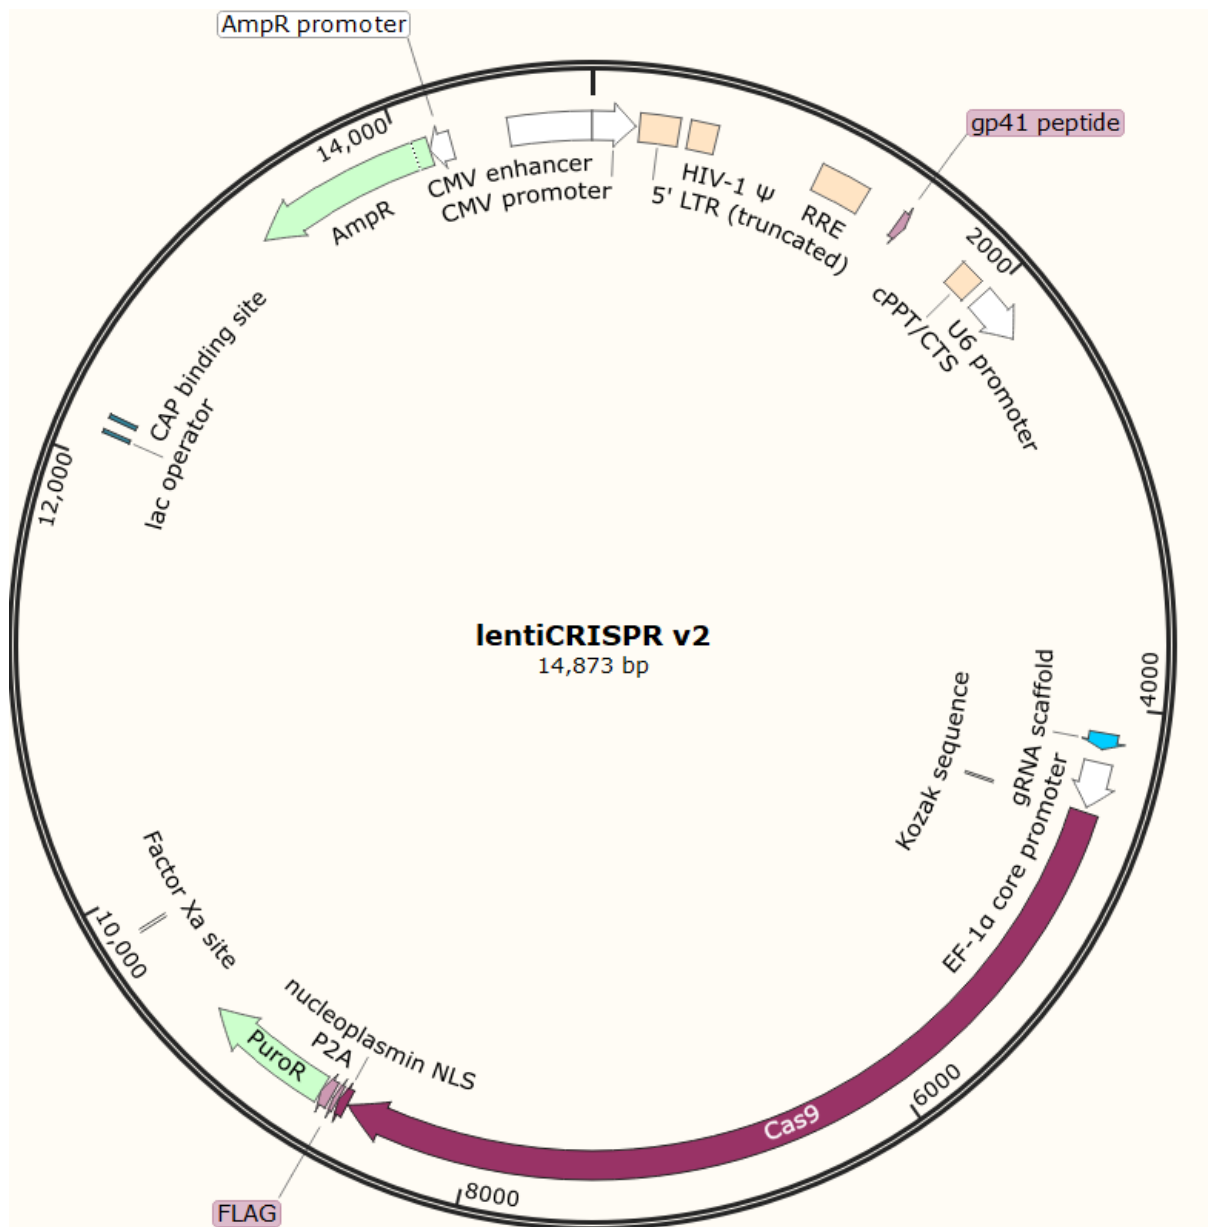 AmpR promoter
14,000
CMV enhancer
CMV promoter
HIV-1 Ψ
5' LTR (truncated)
RRE
gp41 peptide
2000
cPPT/CTS
U6 promoter
AmpR
CAP binding site
lac operator
12,000
lentiCRISPR v2
14,873 bp
4000
gRNA scaffold
Kozak sequence
EF-1α core promoter
Factor Xa site
10,000
nucleoplasmin NLS
P2A
PuroR
Cas9
6000
8000
FLAG